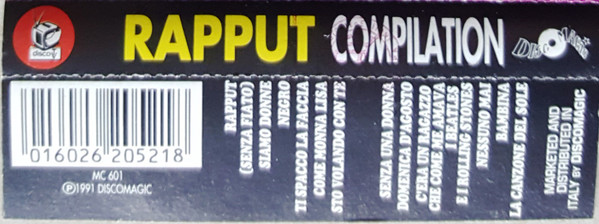 RAPPUT COMPILATION
Disco Magic
016026 205218
MC 601
℗1991 DISCOMAGIC
RAPPUT
(SENZA FIATO)
SIAMO DONNE
NEGRO
TI SPACCO LA FACCIA
COME MONNA LISA
STO VOLANDO CON TE
SENZA UNA DONNA
DOMENICA D'AGOSTO
C'ERA UN RAGAZZO
CHE COME ME AMAVA
I BEATLES
E I ROLLING STONES
NESSUNO MAI
BAMBINA
LA CANZONE DEL SOLE
MARKETED AND
DISTRIBUTED IN
ITALY BY DISCOMAGIC